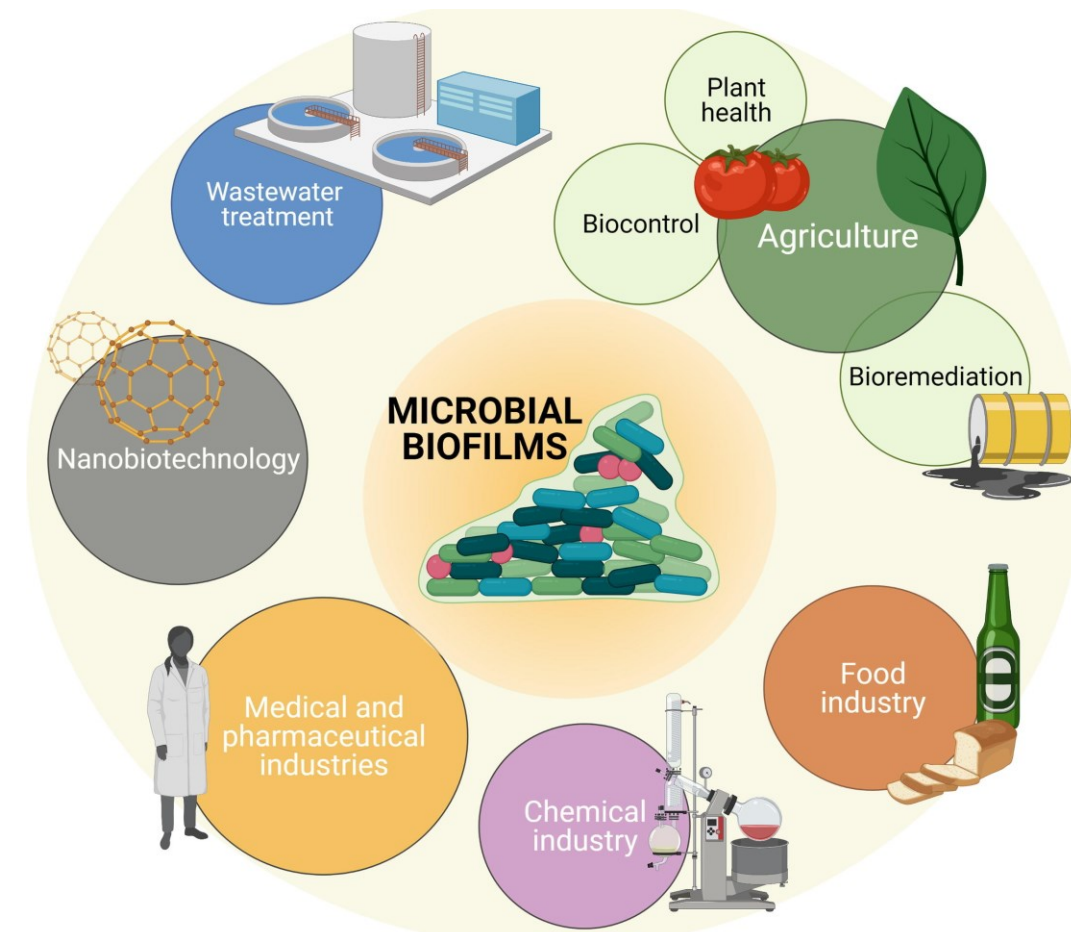 Plant
health
Wastewater
treatment
Biocontrol
Agriculture
Bioremediation
MICROBIAL
BIOFILMS
Nanobiotechnology
Food
industry
Medical and
pharmaceutical
industries
Chemical
industry